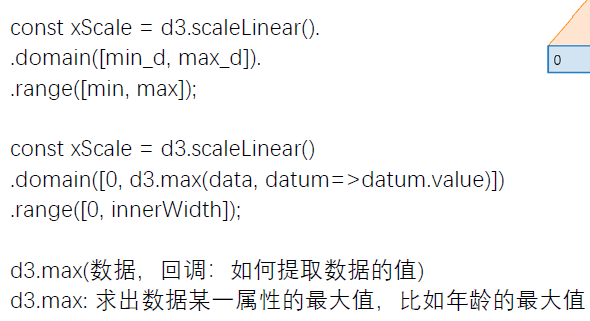 const xScale = d3.scaleLinear().
.domain([min_d, max_d]).
.range([min, max]);
0
const xScale = d3.scaleLinear()
.domain([0, d3.max(data, datum=>datum.value)])
.range([0, innerWidth]);
d3.max(数据，回调：如何提取数据的值)
d3.max: 求出数据某一属性的最大值，比如年龄的最大值